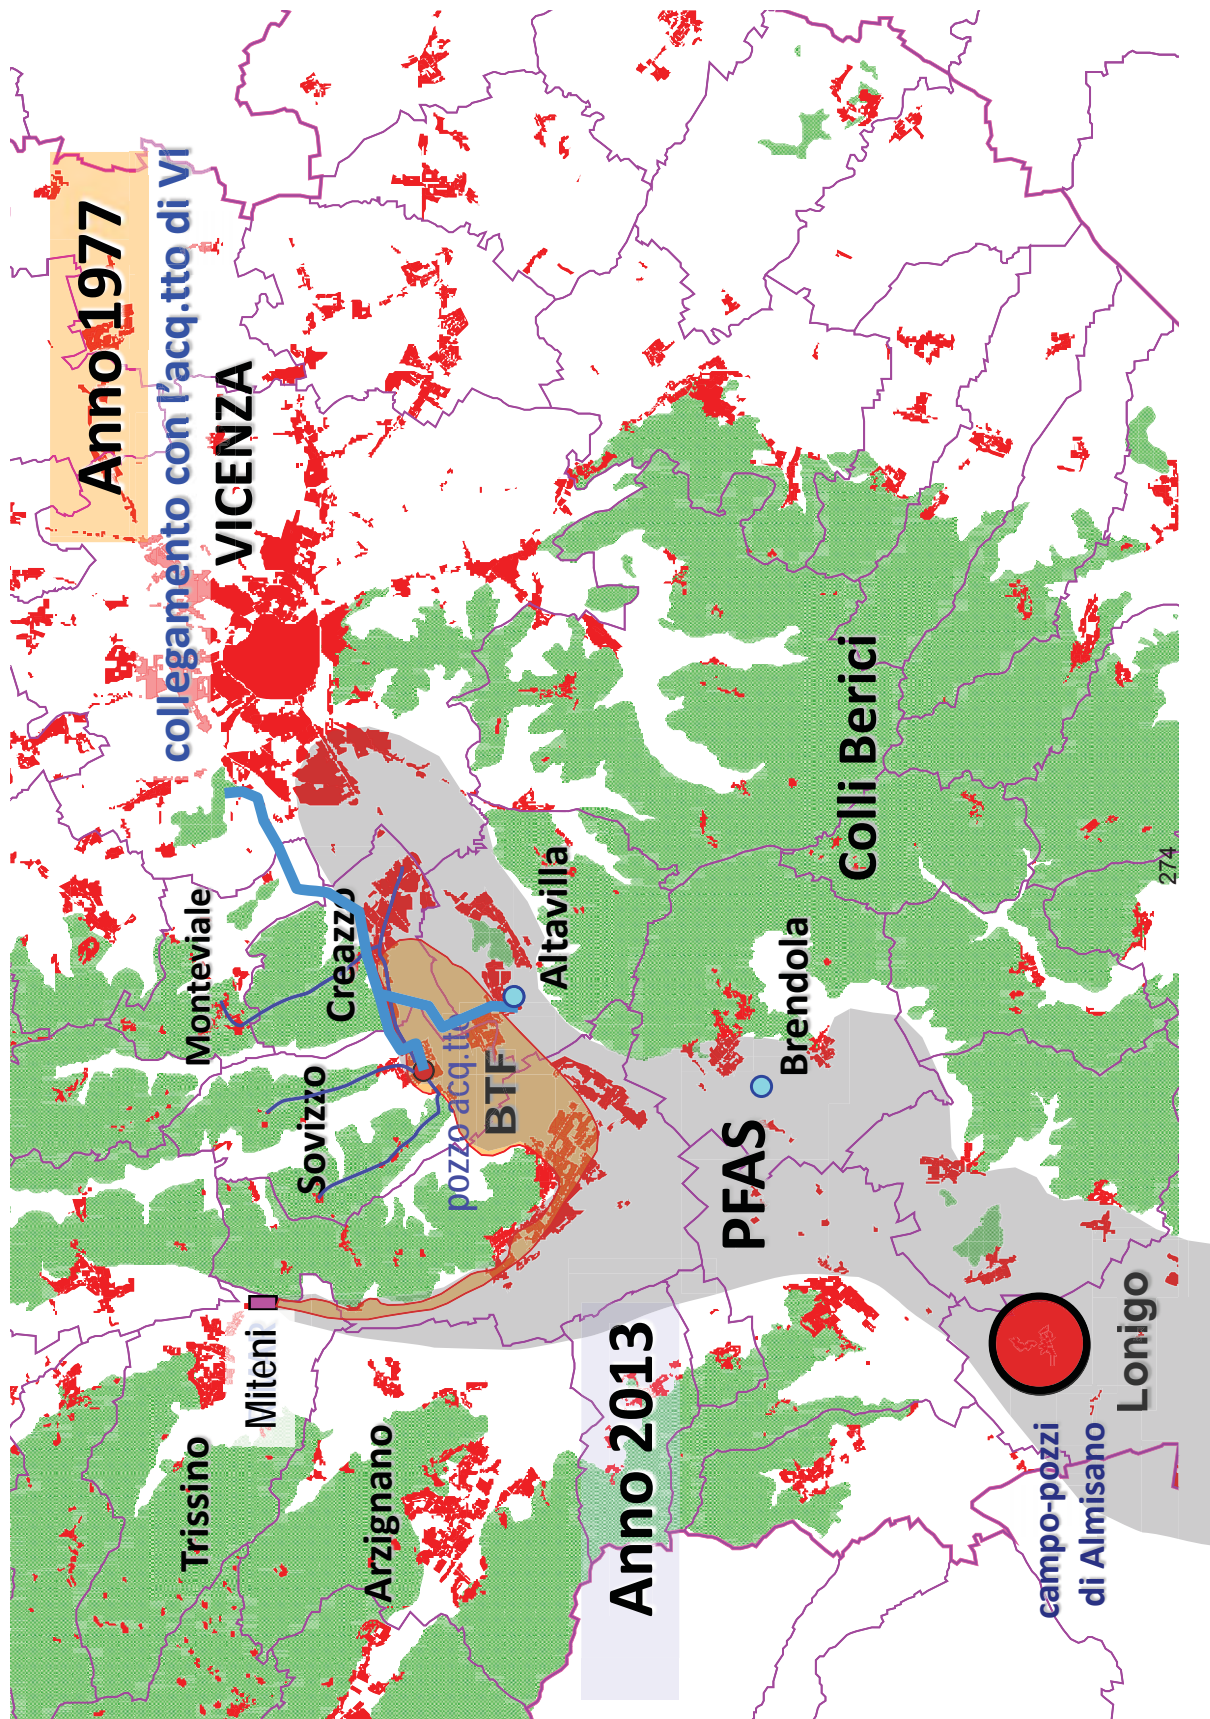 Anno 1977
collegamento con l'acq.tto di VI
Trissino
Monteviale
VICENZA
Miteni
Sovizzo
Creazzo
Arzignano
pozzo acq.tto
BTF
Altavilla
Anno 2013
PFAS
Brendola
Colli Berici
campo-pozzi
di Almisano
Lonigo
274